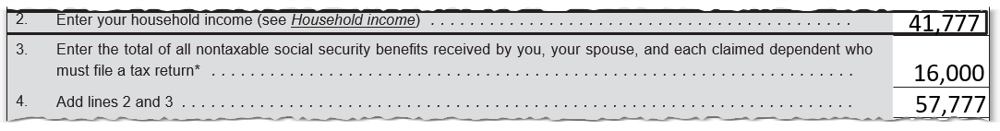 2. Enter your household income (see Household income) . . . . . . . . . . . . . . . . . . . . . . . . . . . . . . . . . . . . . . . . . . . . . . . . . 41,777
3. Enter the total of all nontaxable social security benefits received by you, your spouse, and each claimed dependent who
must file a tax return* . . . . . . . . . . . . . . . . . . . . . . . . . . . . . . . . . . . . . . . . . . . . . . . . . . . . . . . . . . . . . . . . . . . . . . . 16,000
4. Add lines 2 and 3 . . . . . . . . . . . . . . . . . . . . . . . . . . . . . . . . . . . . . . . . . . . . . . . . . . . . . . . . . . . . . . . . . . . . . . . . . . 57,777